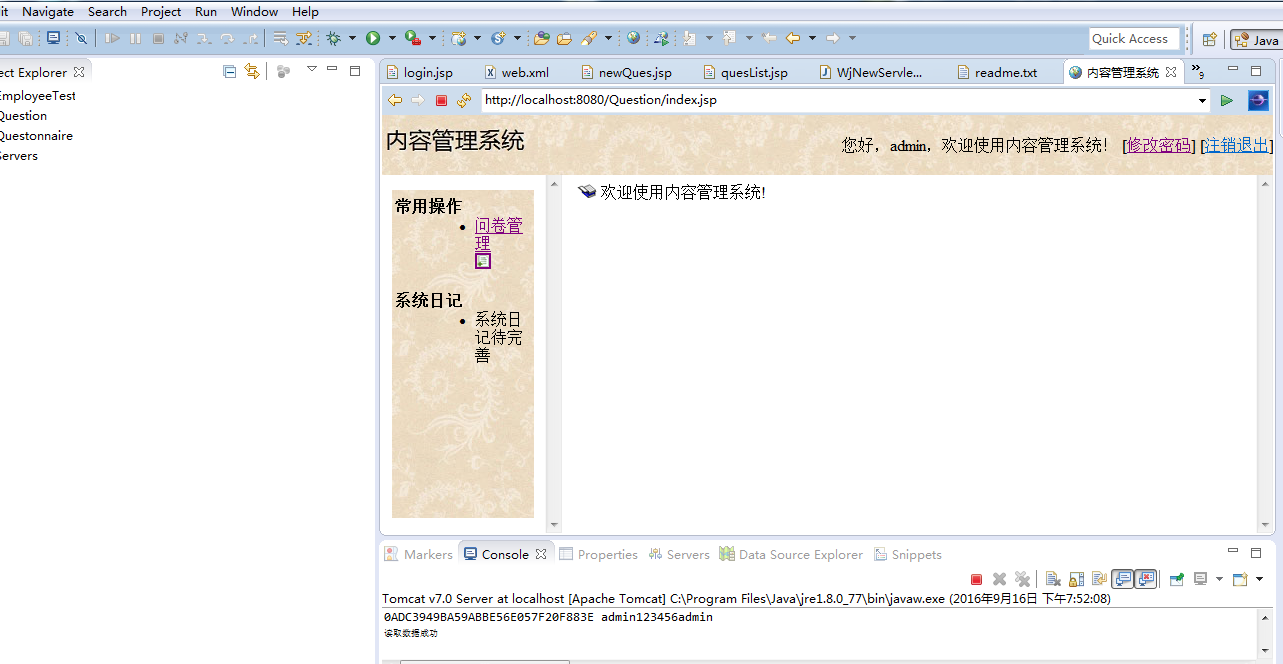 it Navigate Search Project Run Window Help
Quick Access Java
ect Explorer
EmployeeTest
Question
Questonnaire
Servers
login.jsp web.xml newQues.jsp quesList.jsp WjNewServle... readme.txt 内容管理系统 »9
http://localhost:8080/Question/index.jsp
内容管理系统
您好，admin，欢迎使用内容管理系统！ [修改密码] [注销退出]
常用操作
问卷管
理
系统日记
系统日
记待完
善
欢迎使用内容管理系统!
Markers Console Properties Servers Data Source Explorer Snippets
Tomcat v7.0 Server at localhost [Apache Tomcat] C:\Program Files\Java\jre1.8.0_77\bin\javaw.exe (2016年9月16日 下午7:52:08)
0ADC3949BA59ABBE56E057F20F883E admin123456admin
读取数据成功